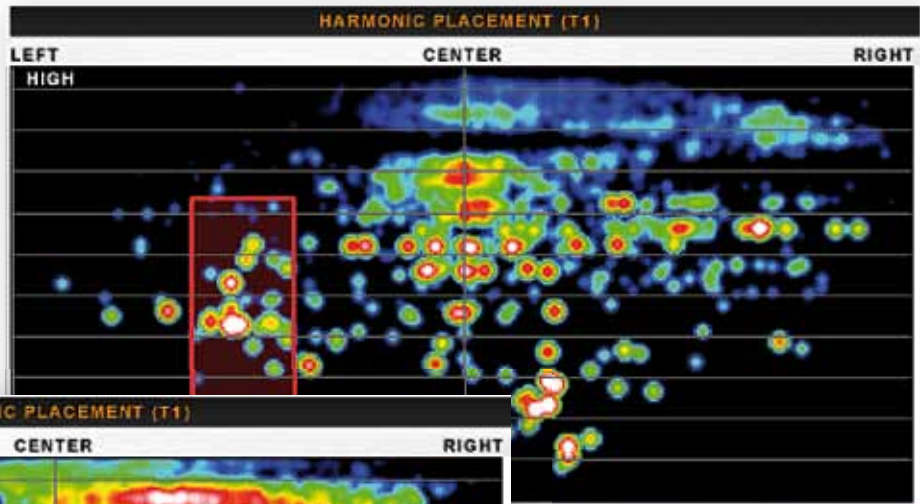 HARMONIC PLACEMENT (T1)
LEFT CENTER RIGHT
HIGH
PLACEMENT (T1)
CENTER RIGHT